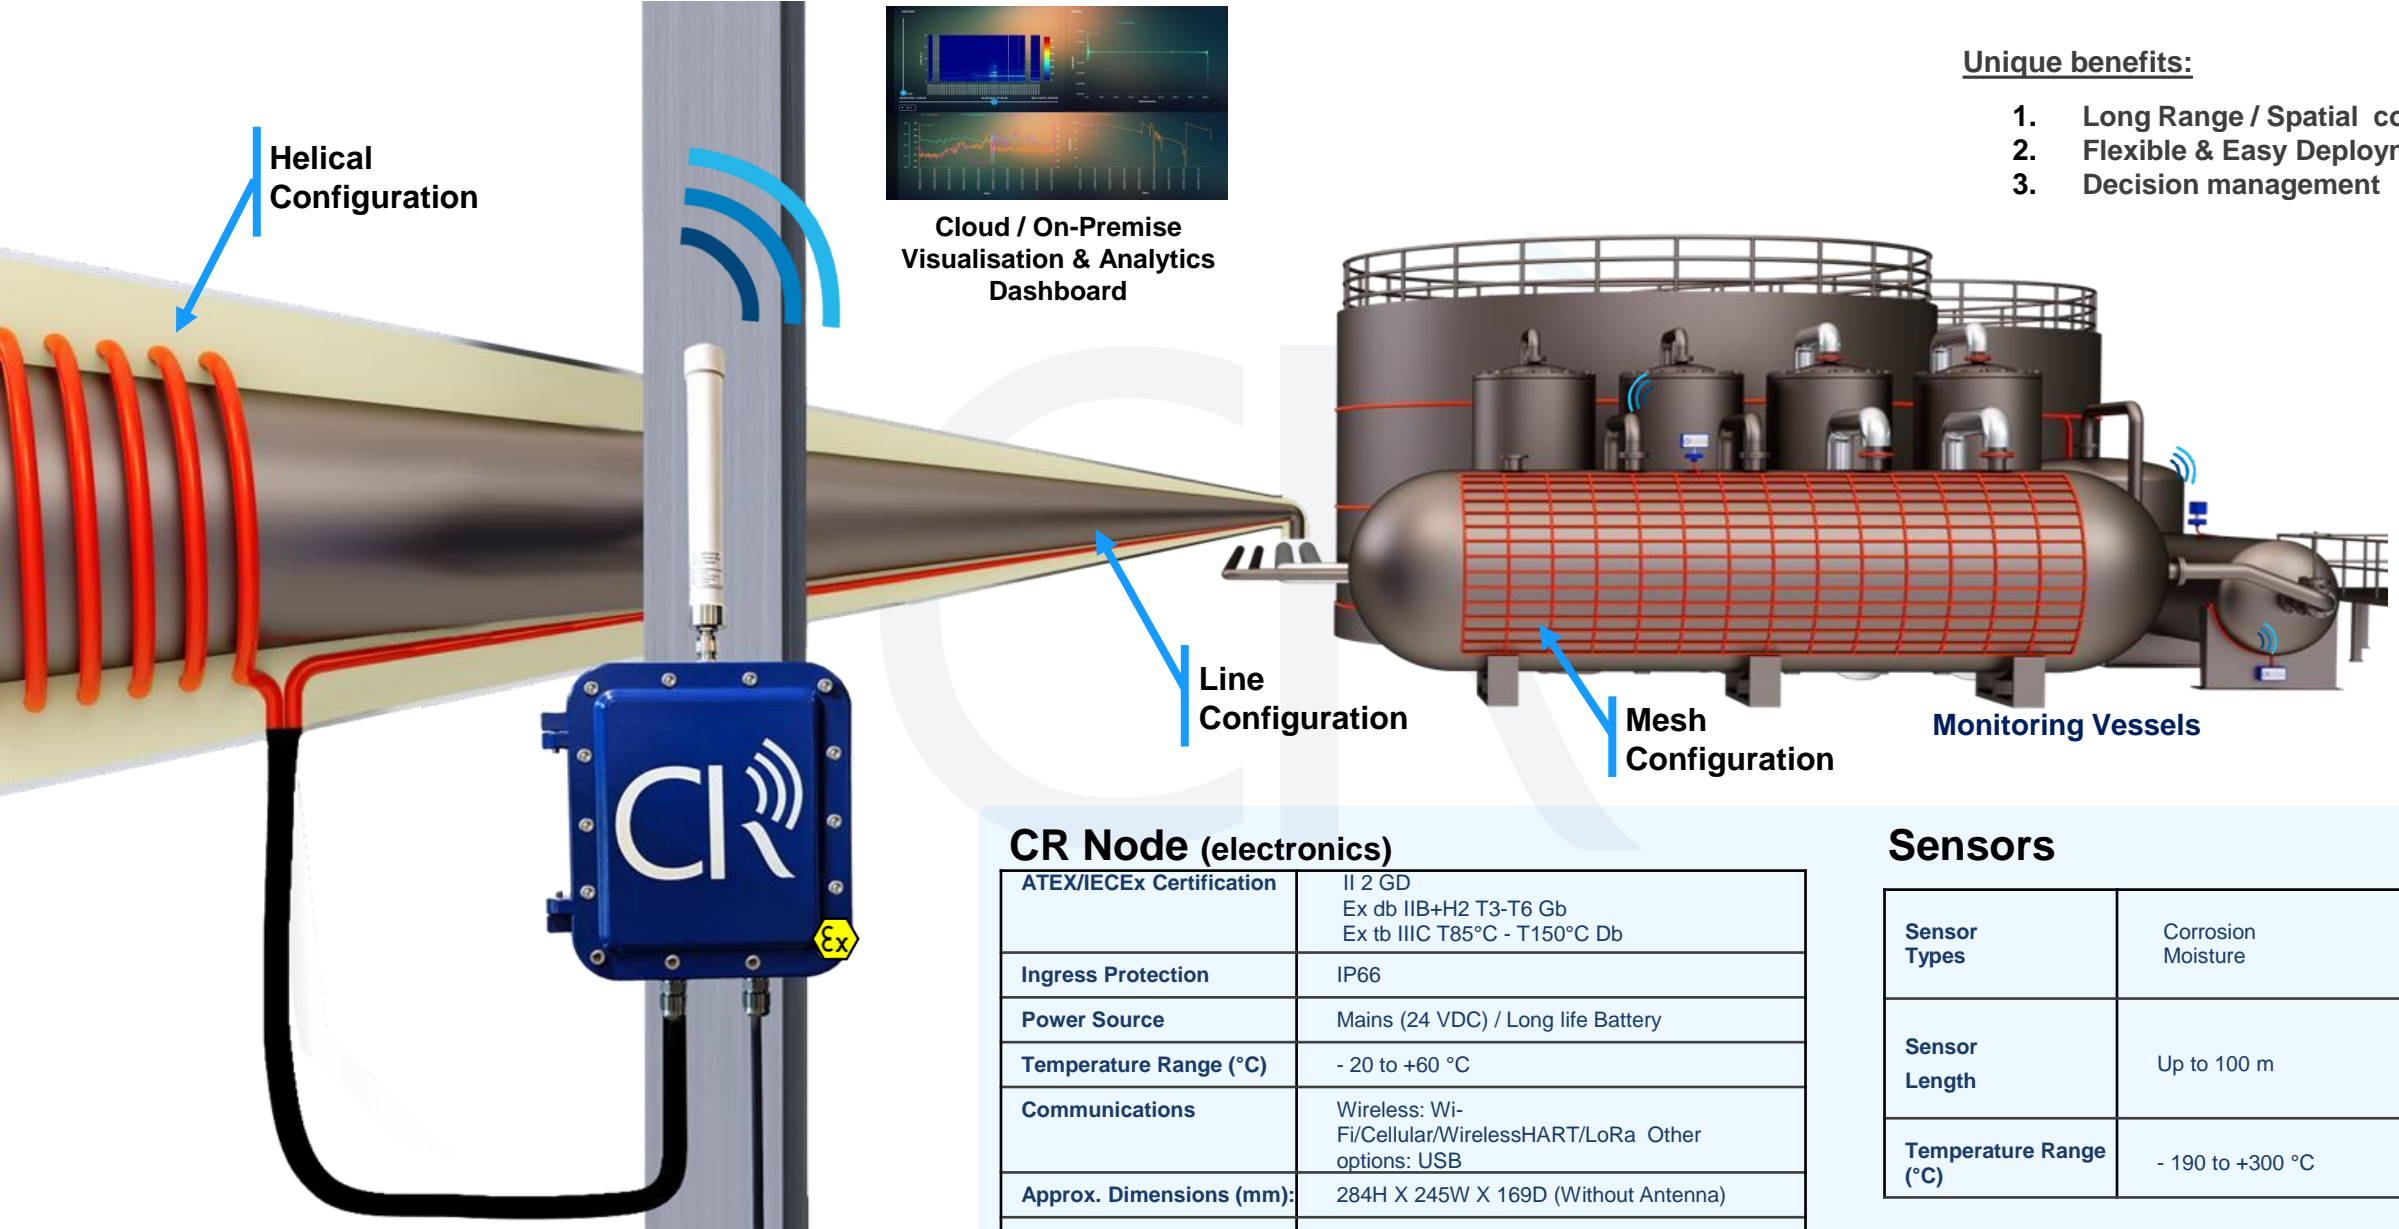 Helical
Configuration
Cloud / On-Premise
Visualisation & Analytics
Dashboard
Unique benefits:
1. Long Range / Spatial co
2. Flexible & Easy Deployn
3. Decision management
Line
Configuration
Mesh
Configuration
Monitoring Vessels
CR
Ex
CR Node (electronics)
ATEX/IECEx Certification II 2 GD
Ex db IIB+H2 T3-T6 Gb
Ex tb IIIC T85°C - T150°C Db
Ingress Protection IP66
Power Source Mains (24 VDC) / Long life Battery
Temperature Range (°C) - 20 to +60 °C
Communications Wireless: Wi-
Fi/Cellular/WirelessHART/LoRa Other
options: USB
Approx. Dimensions (mm): 284H X 245W X 169D (Without Antenna)
Sensors
Sensor
Types
Corrosion
Moisture
Sensor
Length
Up to 100 m
Temperature Range
(°C)
- 190 to +300 °C